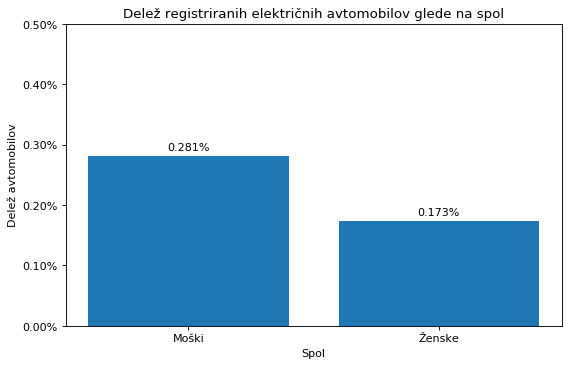 Delež registriranih električnih avtomobilov glede na spol
0.50%
0.40%
0.30%
0.20%
0.10%
0.00%
Delež avtomobilov
0.281%
0.173%
Moški
Ženske
Spol